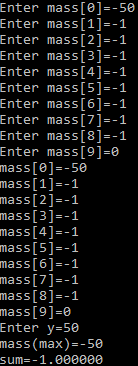 Enter mass[0]=-50
Enter mass[1]=-1
Enter mass[2]=-1
Enter mass[3]=-1
Enter mass[4]=-1
Enter mass[5]=-1
Enter mass[6]=-1
Enter mass[7]=-1
Enter mass[8]=-1
Enter mass[9]=0
mass[0]=-50
mass[1]=-1
mass[2]=-1
mass[3]=-1
mass[4]=-1
mass[5]=-1
mass[6]=-1
mass[7]=-1
mass[8]=-1
mass[9]=0
Enter y=50
mass(max)=-50
sum=-1.000000